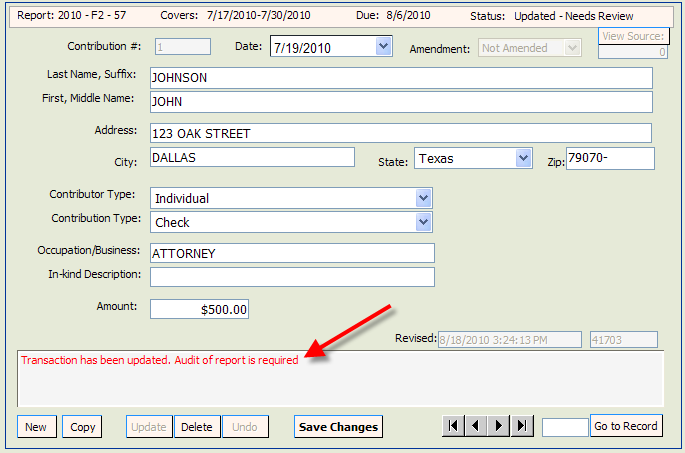 Report: 2010 - F2 - 57 Covers: 7/17/2010-7/30/2010 Due: 8/6/2010 Status: Updated - Needs Review
View Source:
Contribution #: 1 Date: 7/19/2010 Amendment: Not Amended 0
Last Name, Suffix: JOHNSON
First, Middle Name: JOHN
Address: 123 OAK STREET
City: DALLAS State: Texas Zip: 79070-
Contributor Type: Individual
Contribution Type: Check
Occupation/Business: ATTORNEY
In-kind Description:
Amount: $500.00
Revised: 8/18/2010 3:24:13 PM 41703
Transaction has been updated. Audit of report is required
New Copy Update Delete Undo Save Changes Go to Record